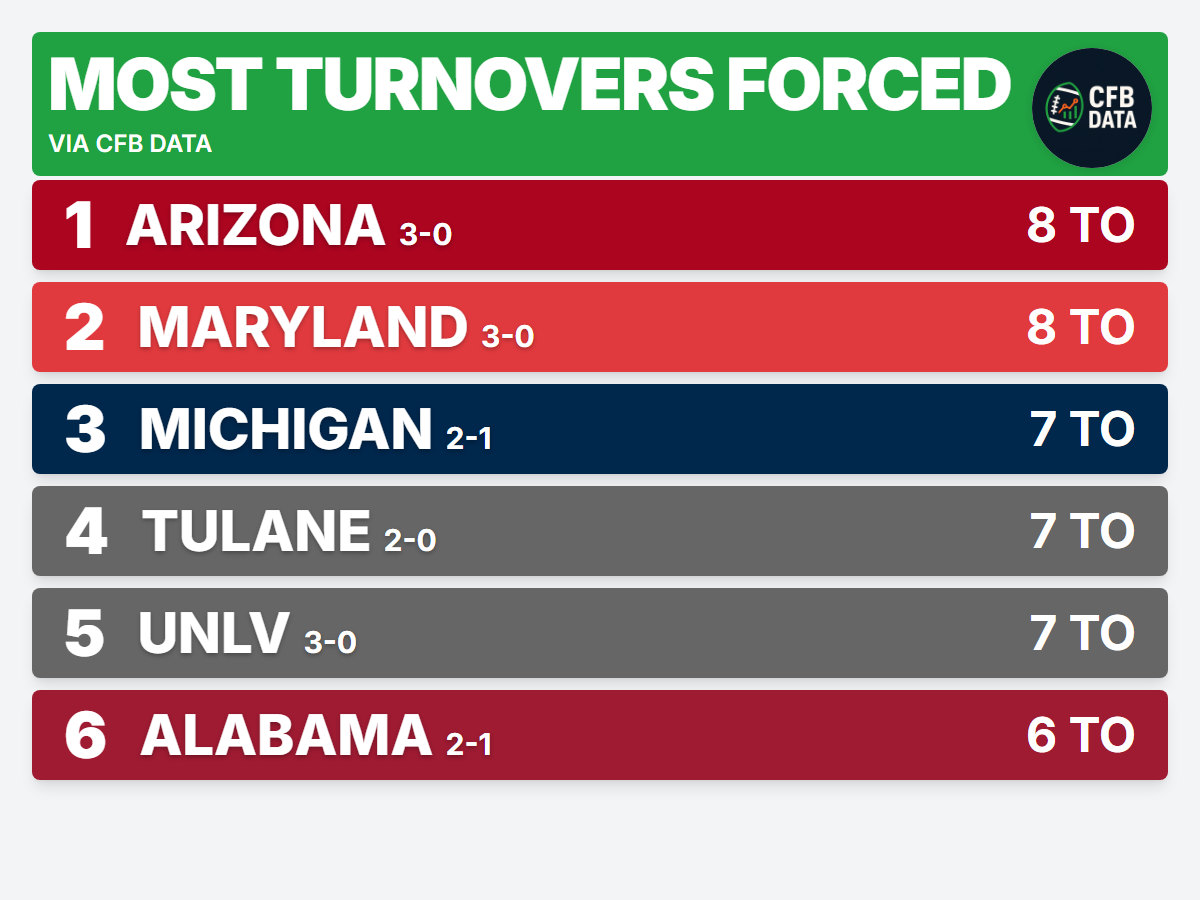 MOST TURNOVERS FORCED
VIA CFB DATA
CFB
DATA
1 ARIZONA 3-0 8 TO
2 MARYLAND 3-0 8 TO
3 MICHIGAN 2-1 7 TO
4 TULANE 2-0 7 TO
5 UNLV 3-0 7 TO
6 ALABAMA 2-1 6 TO